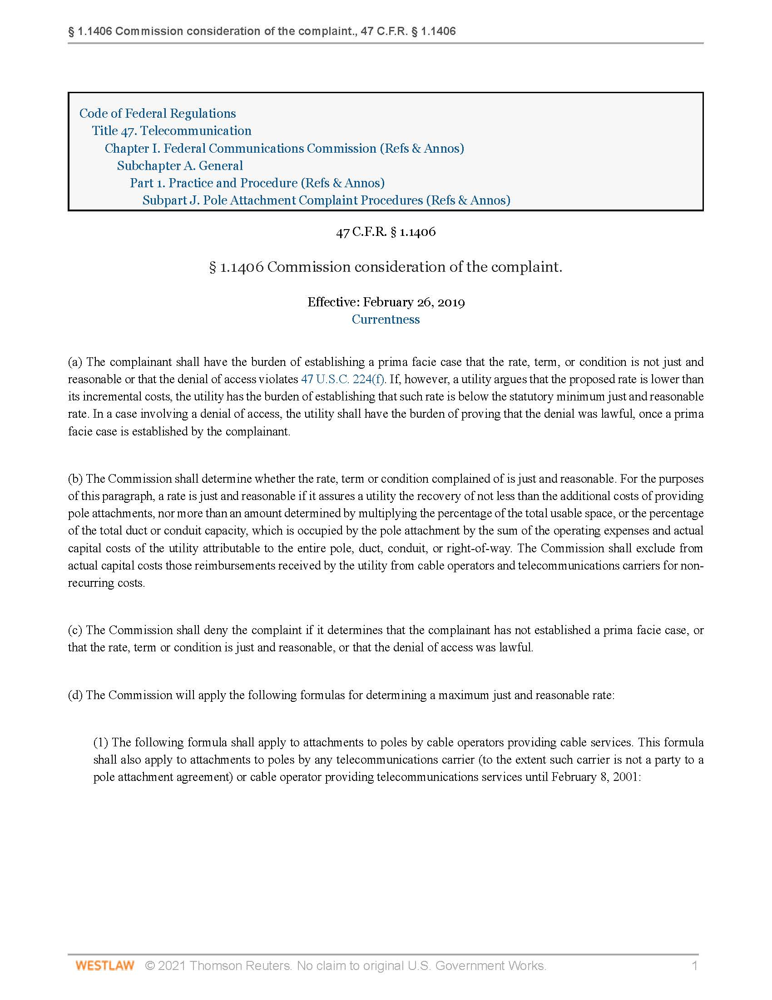 § 1.1406 Commission consideration of the complaint., 47 C.F.R. § 1.1406
Code of Federal Regulations
Title 47. Telecommunication
Chapter I. Federal Communications Commission (Refs & Annos)
Subchapter A. General
Part 1. Practice and Procedure (Refs & Annos)
Subpart J. Pole Attachment Complaint Procedures (Refs & Annos)
47 C.F.R. § 1.1406
§ 1.1406 Commission consideration of the complaint.
Effective: February 26, 2019
Currentness
(a) The complainant shall have the burden of establishing a prima facie case that the rate, term, or condition is not just and
reasonable or that the denial of access violates 47 U.S.C. 224(f). If, however, a utility argues that the proposed rate is lower than
its incremental costs, the utility has the burden of establishing that such rate is below the statutory minimum just and reasonable
rate. In a case involving a denial of access, the utility shall have the burden of proving that the denial was lawful, once a prima
facie case is established by the complainant.
(b) The Commission shall determine whether the rate, term or condition complained of is just and reasonable. For the purposes
of this paragraph, a rate is just and reasonable if it assures a utility the recovery of not less than the additional costs of providing
pole attachments, nor more than an amount determined by multiplying the percentage of the total usable space, or the percentage
of the total duct or conduit capacity, which is occupied by the pole attachment by the sum of the operating expenses and actual
capital costs of the utility attributable to the entire pole, duct, conduit, or right-of-way. The Commission shall exclude from
actual capital costs those reimbursements received by the utility from cable operators and telecommunications carriers for non-
recurring costs.
(c) The Commission shall deny the complaint if it determines that the complainant has not established a prima facie case, or
that the rate, term or condition is just and reasonable, or that the denial of access was lawful.
(d) The Commission will apply the following formulas for determining a maximum just and reasonable rate:
(1) The following formula shall apply to attachments to poles by cable operators providing cable services. This formula
shall also apply to attachments to poles by any telecommunications carrier (to the extent such carrier is not a party to a
pole attachment agreement) or cable operator providing telecommunications services until February 8, 2001:
WESTLAW © 2021 Thomson Reuters. No claim to original U.S. Government Works. 1